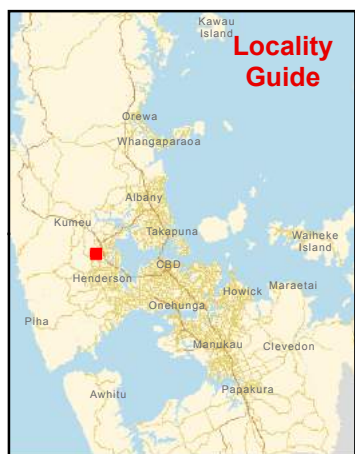 Kawau
Island
Locality
Guide
Orewa
Whangaparaoa
Albany
Kumeu
Takapuna
Waiheke
Island
CBD
Henderson
Howick
Maraetai
Onehunga
Piha
Manukau
Clevedon
Papakura
Awhitu